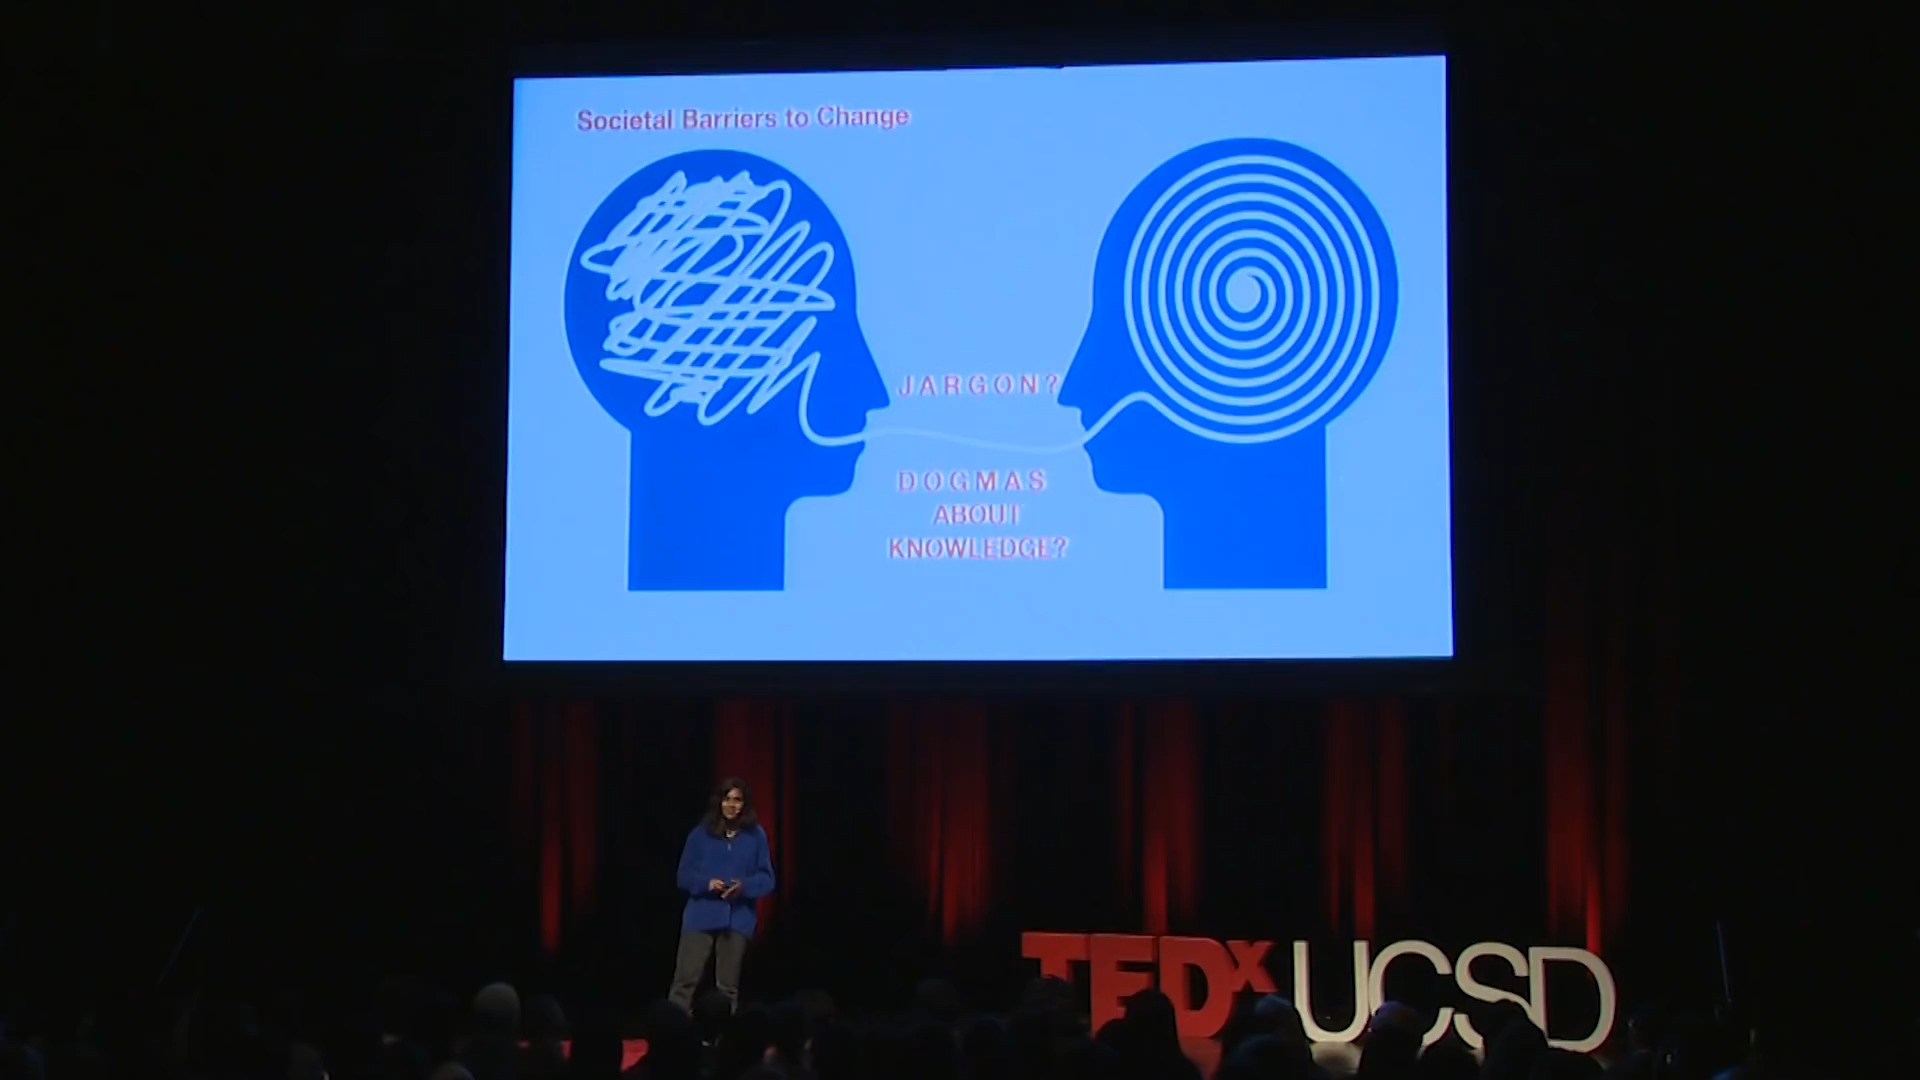 Societal Barriers to Change
JARGON?
DOGMAS
ABOUT
KNOWLEDGE?
TEDxUCSD